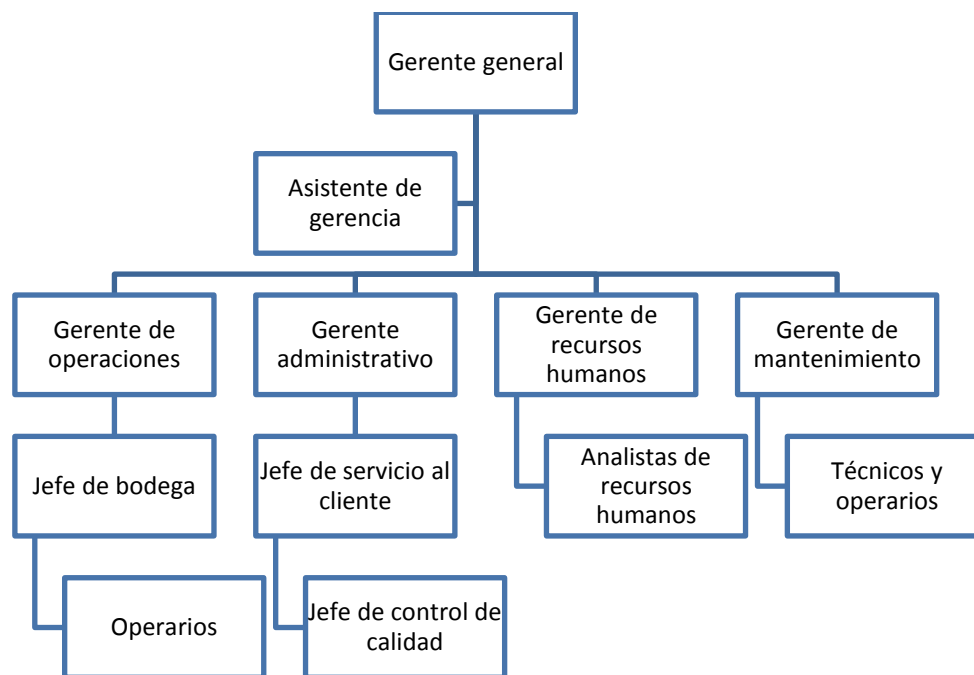 Gerente general
Asistente de
gerencia
Gerente de
operaciones
Gerente
administrativo
Gerente de
recursos
humanos
Gerente de
mantenimiento
Jefe de bodega
Jefe de servicio al
cliente
Analistas de
recursos
humanos
Técnicos y
operarios
Operarios
Jefe de control de
calidad